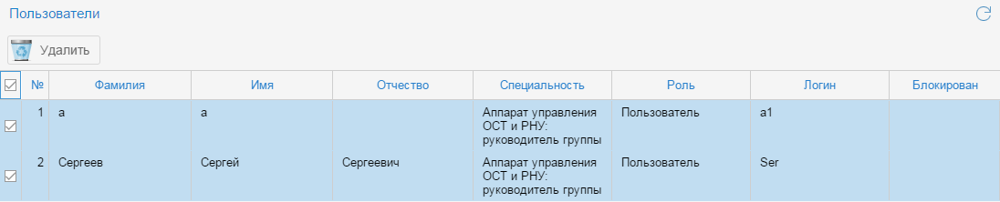 Пользователи
Удалить
№ Фамилия Имя Отчество Специальность Роль Логин Блокирован
1 а а Аппарат управления Пользователь a1
ОСТ и РНУ:
руководитель группы
2 Сергеев Сергей Сергеевич Аппарат управления Пользователь Ser
ОСТ и РНУ:
руководитель группы